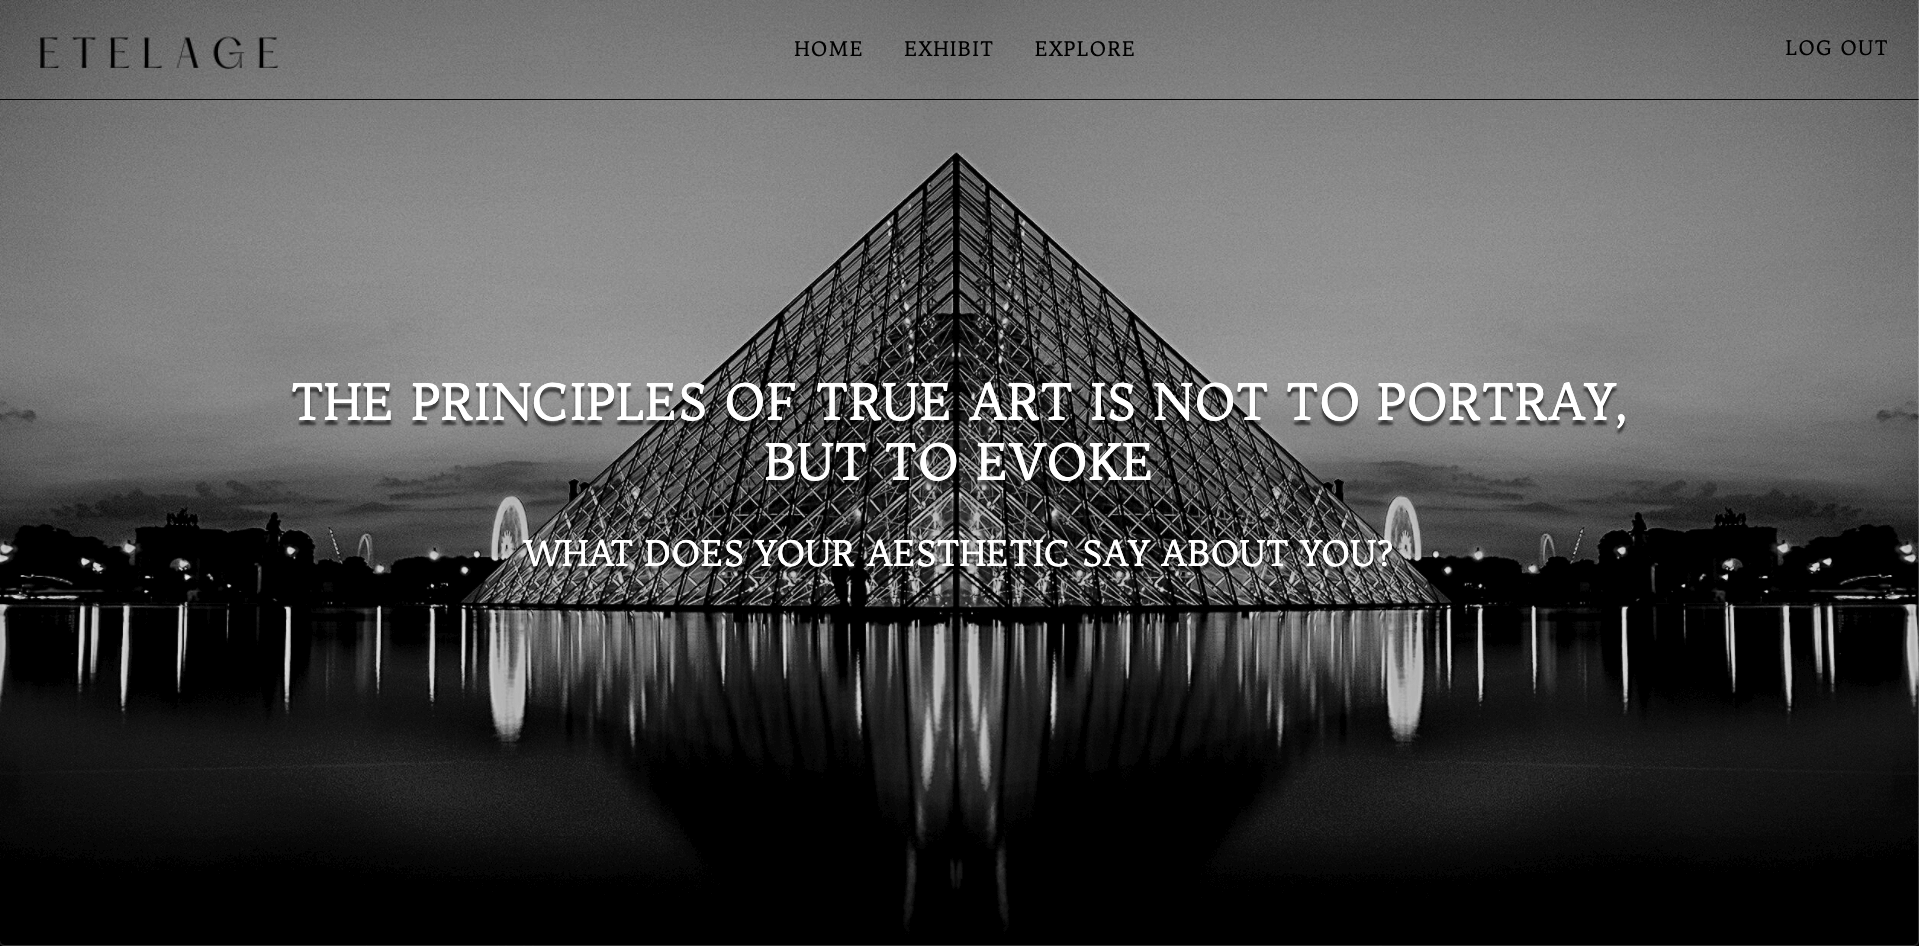 ETELAGE
HOME EXHIBIT EXPLORE
LOG OUT
THE PRINCIPLES OF TRUE ART IS NOT TO PORTRAY,
BUT TO EVOKE
WHAT DOES YOUR AESTHETIC SAY ABOUT YOU?